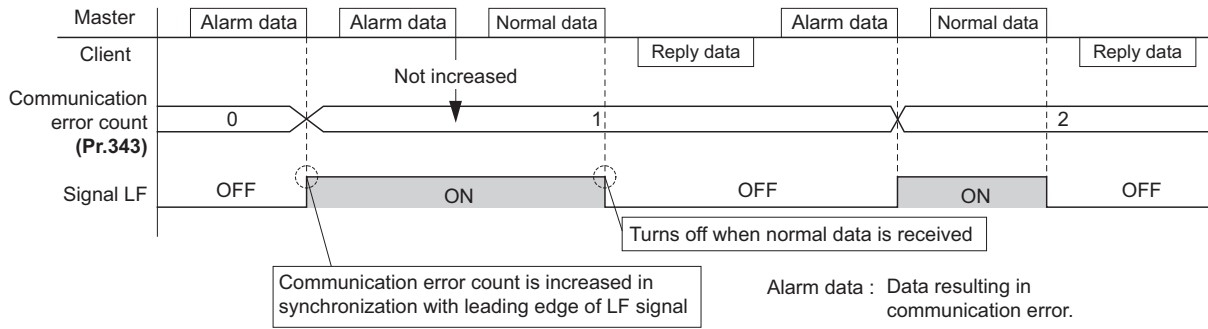 Master
Alarm data
Alarm data
Normal data
Alarm data
Normal data
Client
Reply data
Reply data
Not increased
Communication
error count
(Pr.343)
0
1
2
Signal LF
OFF
ON
OFF
ON
OFF
Turns off when normal data is received
Communication error count is increased in
synchronization with leading edge of LF signal
Alarm data : Data resulting in
communication error.